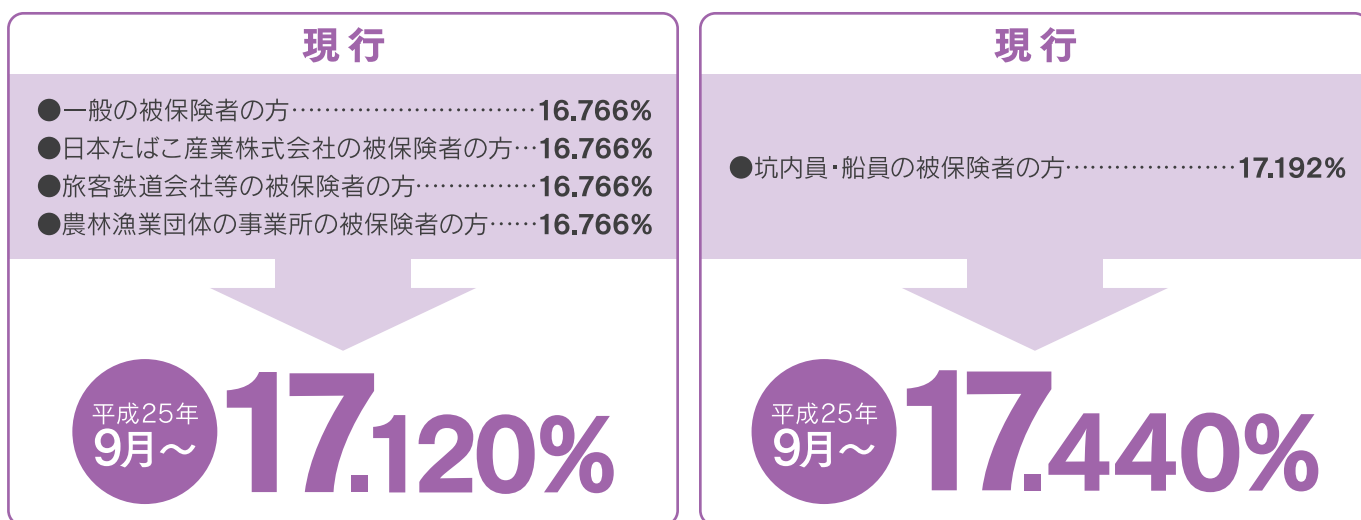 現行
●一般の被保険者の方…………………………16.766%
●日本たばこ産業株式会社の被保険者の方…16.766%
●旅客鉄道会社等の被保険者の方……………16.766%
●農林漁業団体の事業所の被保険者の方……16.766%
平成25年
9月〜
17.120%
現行
●坑内員・船員の被保険者の方…………………17.192%
平成25年
9月〜
17.440%